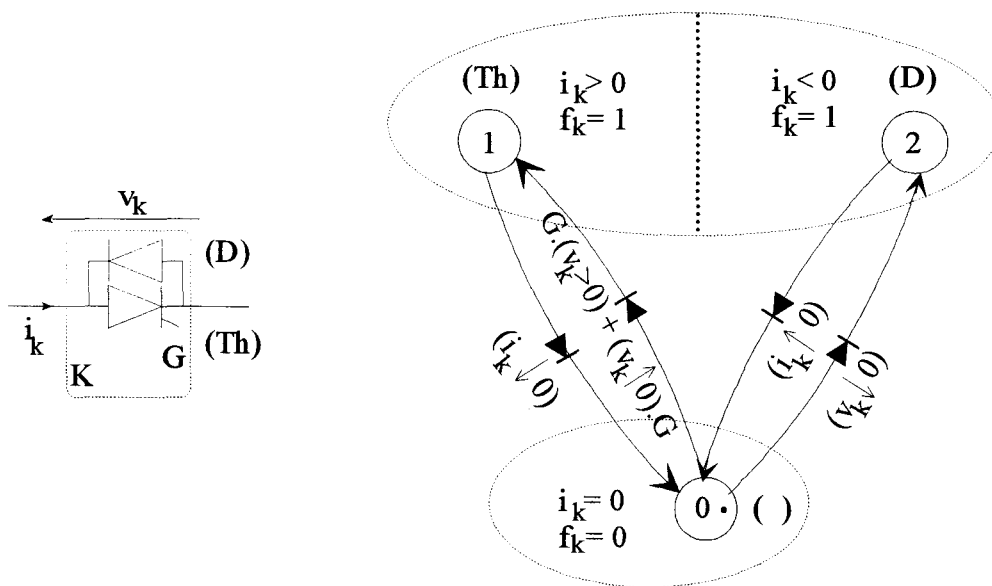 v_k
(D)
i_k
G
(Th)
K
(Th)
i_k > 0
f_k = 1
i_k < 0
f_k = 1
(D)
1
2
G.(v_k>0) + (v_k↑0).G
(i_k↓0)
(i_k↑0)
(v_k↓0)
i_k = 0
f_k = 0
0
( )